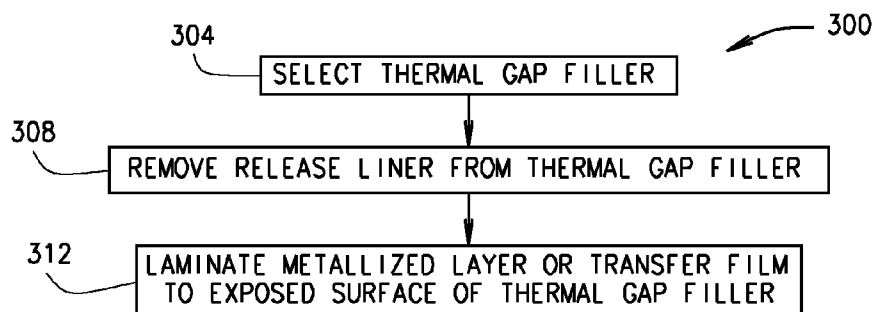 300
304
SELECT THERMAL GAP FILLER
308
REMOVE RELEASE LINER FROM THERMAL GAP FILLER
312
LAMINATE METALLIZED LAYER OR TRANSFER FILM
TO EXPOSED SURFACE OF THERMAL GAP FILLER